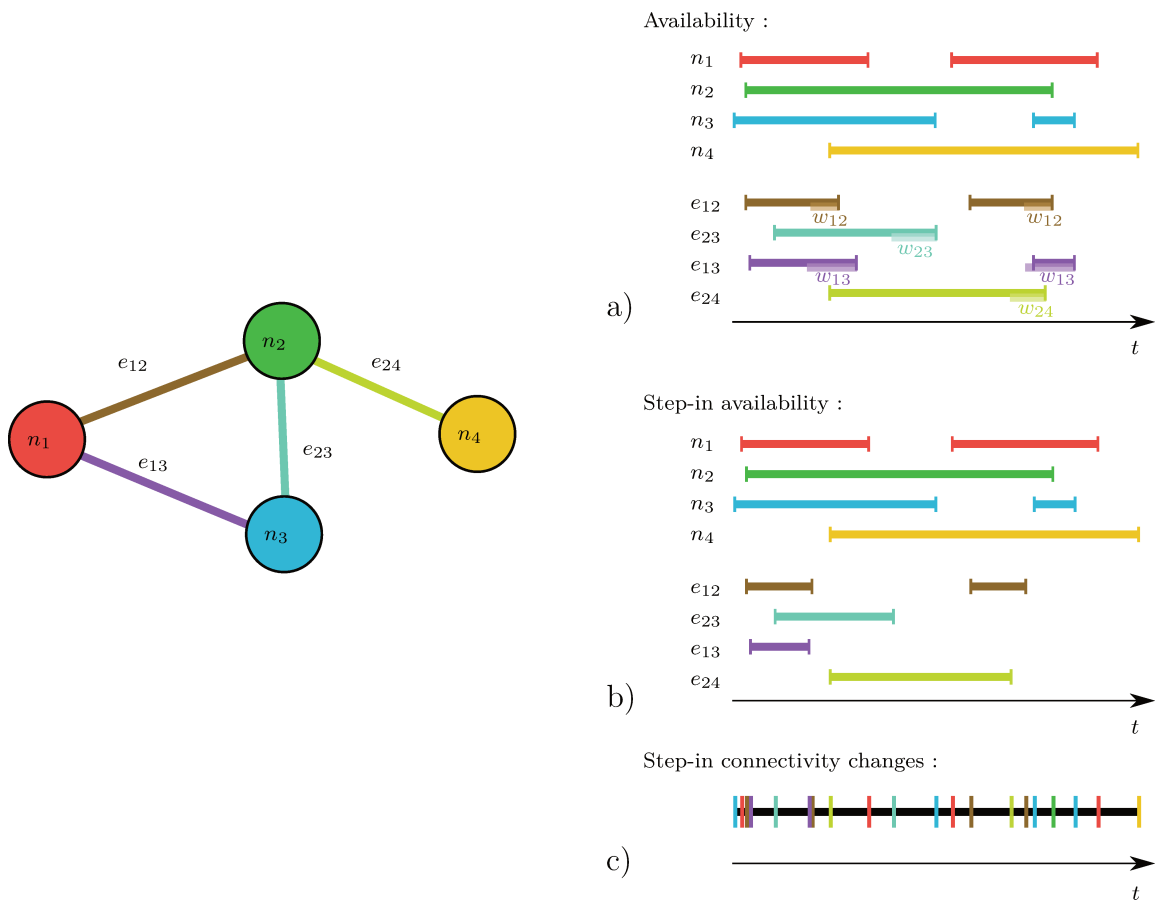 n₂
e₁₂
e₂₄
n₁
n₄
e₂₃
e₁₃
n₃
Availability :
n₁
n₂
n₃
n₄
e₁₂
w₁₂ w₁₂
e₂₃
w₂₃
e₁₃
w₁₃ w₁₃
e₂₄
w₂₄
a)
t
Step-in availability :
n₁
n₂
n₃
n₄
e₁₂
e₂₃
e₁₃
e₂₄
b)
t
Step-in connectivity changes :
c)
t